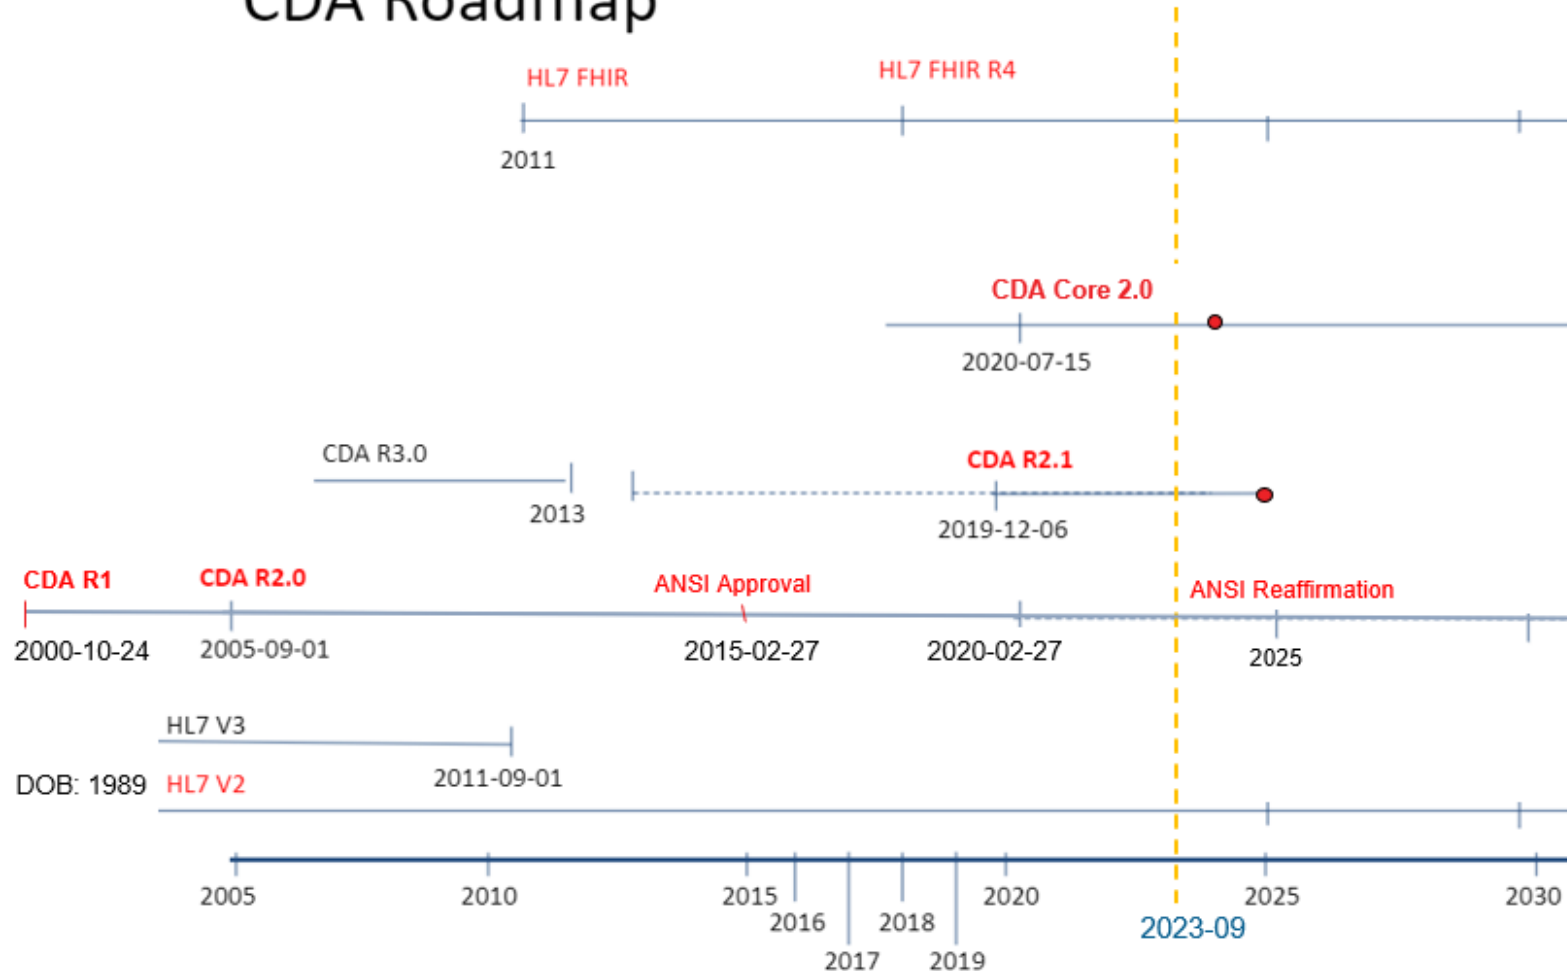 CDA Roadmap
HL7 FHIR
HL7 FHIR R4
2011
CDA Core 2.0
2020-07-15
CDA R3.0
CDA R2.1
2013
2019-12-06
CDA R1
CDA R2.0
ANSI Approval
ANSI Reaffirmation
2000-10-24
2005-09-01
2015-02-27
2020-02-27
2025
HL7 V3
2011-09-01
DOB: 1989
HL7 V2
2005
2010
2015
2016
2017
2018
2019
2020
2023-09
2025
2030